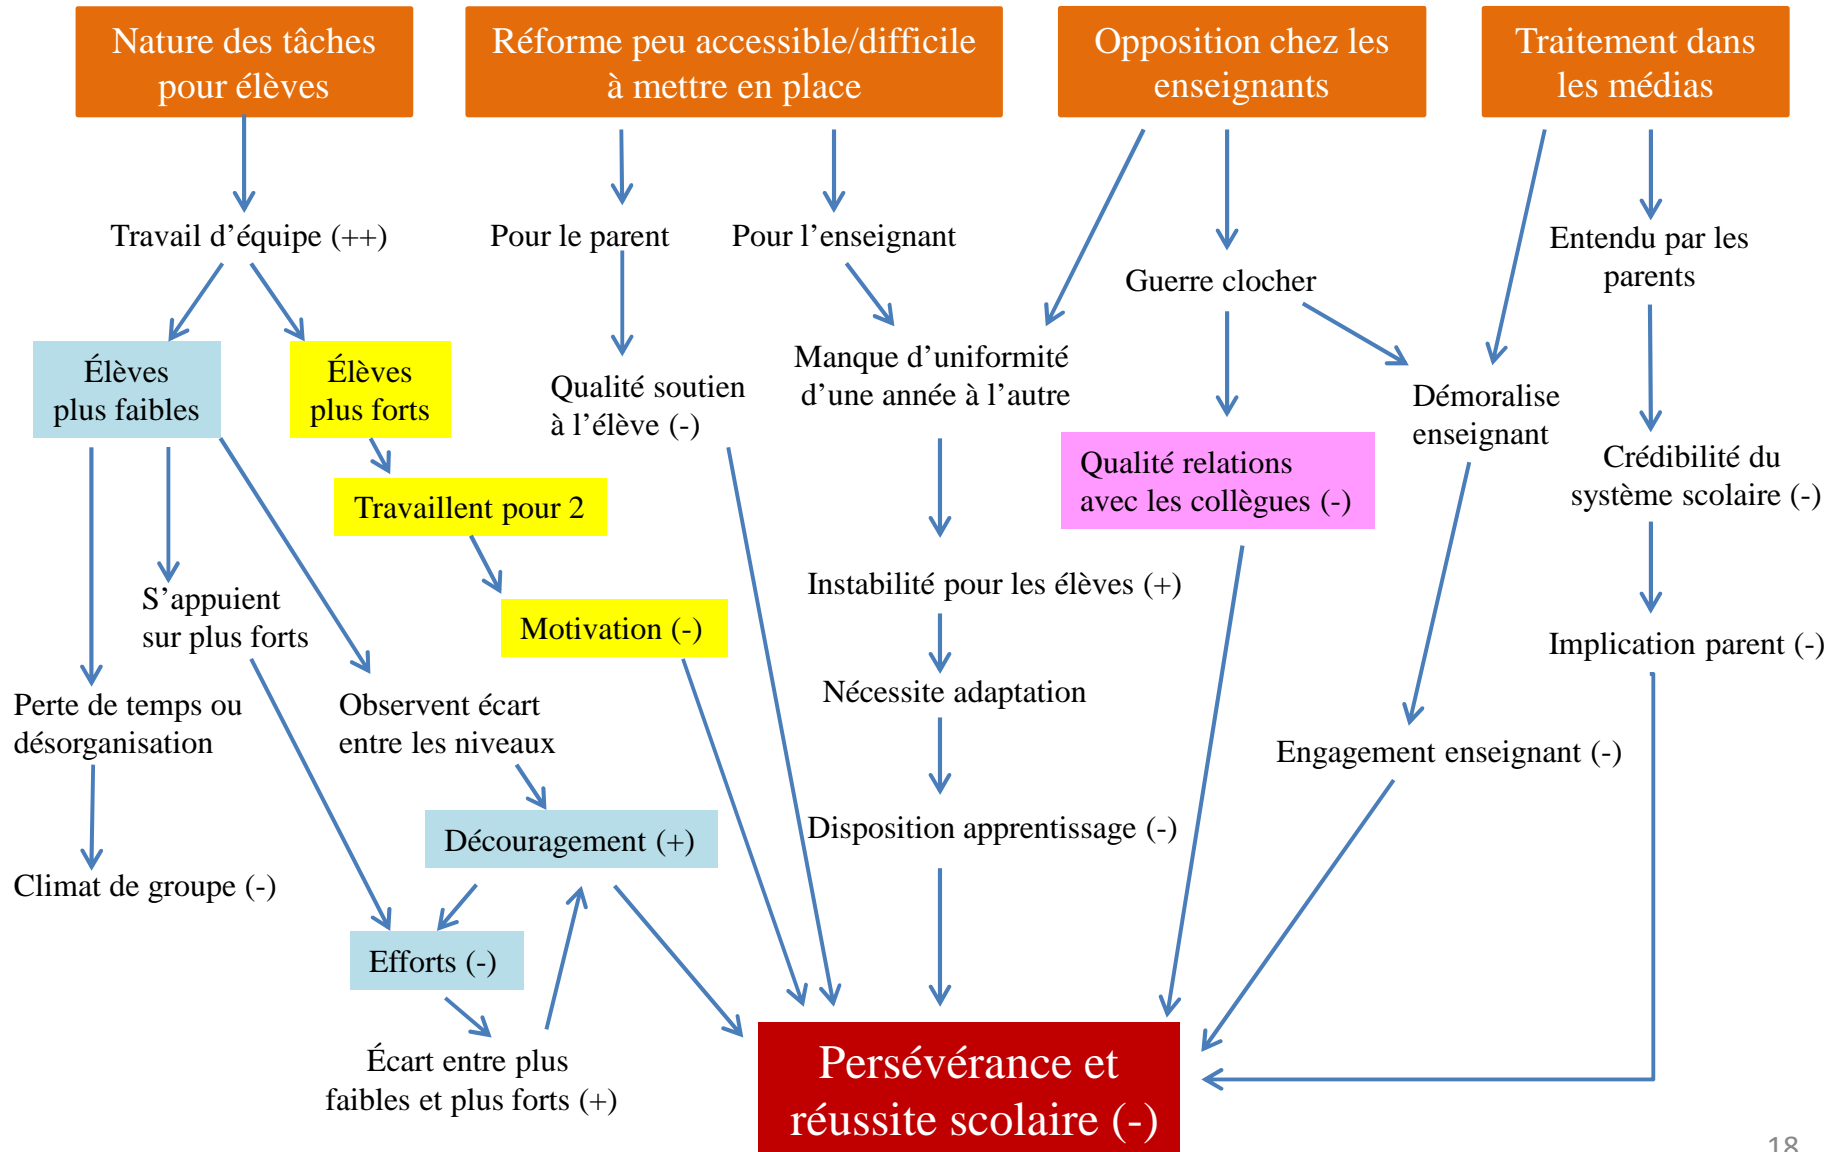 Nature des tâches
pour élèves
Réforme peu accessible/difficile
à mettre en place
Opposition chez les
enseignants
Traitement dans
les médias
Travail d’équipe (++)
Pour le parent
Pour l’enseignant
Entendu par les
parents
Guerre clocher
Élèves
plus faibles
Élèves
plus forts
Qualité soutien
à l’élève (-)
Manque d’uniformité
d’une année à l’autre
Démoralise
enseignant
Qualité relations
avec les collègues (-)
Crédibilité du
système scolaire (-)
Travaillent pour 2
S’appuient
sur plus forts
Motivation (-)
Instabilité pour les élèves (+)
Implication parent (-)
Perte de temps ou
désorganisation
Observent écart
entre les niveaux
Nécessite adaptation
Engagement enseignant (-)
Découragement (+)
Disposition apprentissage (-)
Climat de groupe (-)
Efforts (-)
Écart entre plus
faibles et plus forts (+)
Persévérance et
réussite scolaire (-)
18